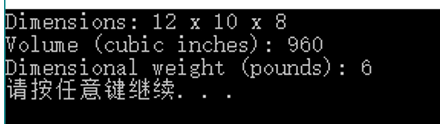 Dimensions: 12 x 10 x 8
Volume (cubic inches): 960
Dimensional weight (pounds): 6
请按任意键继续. . .